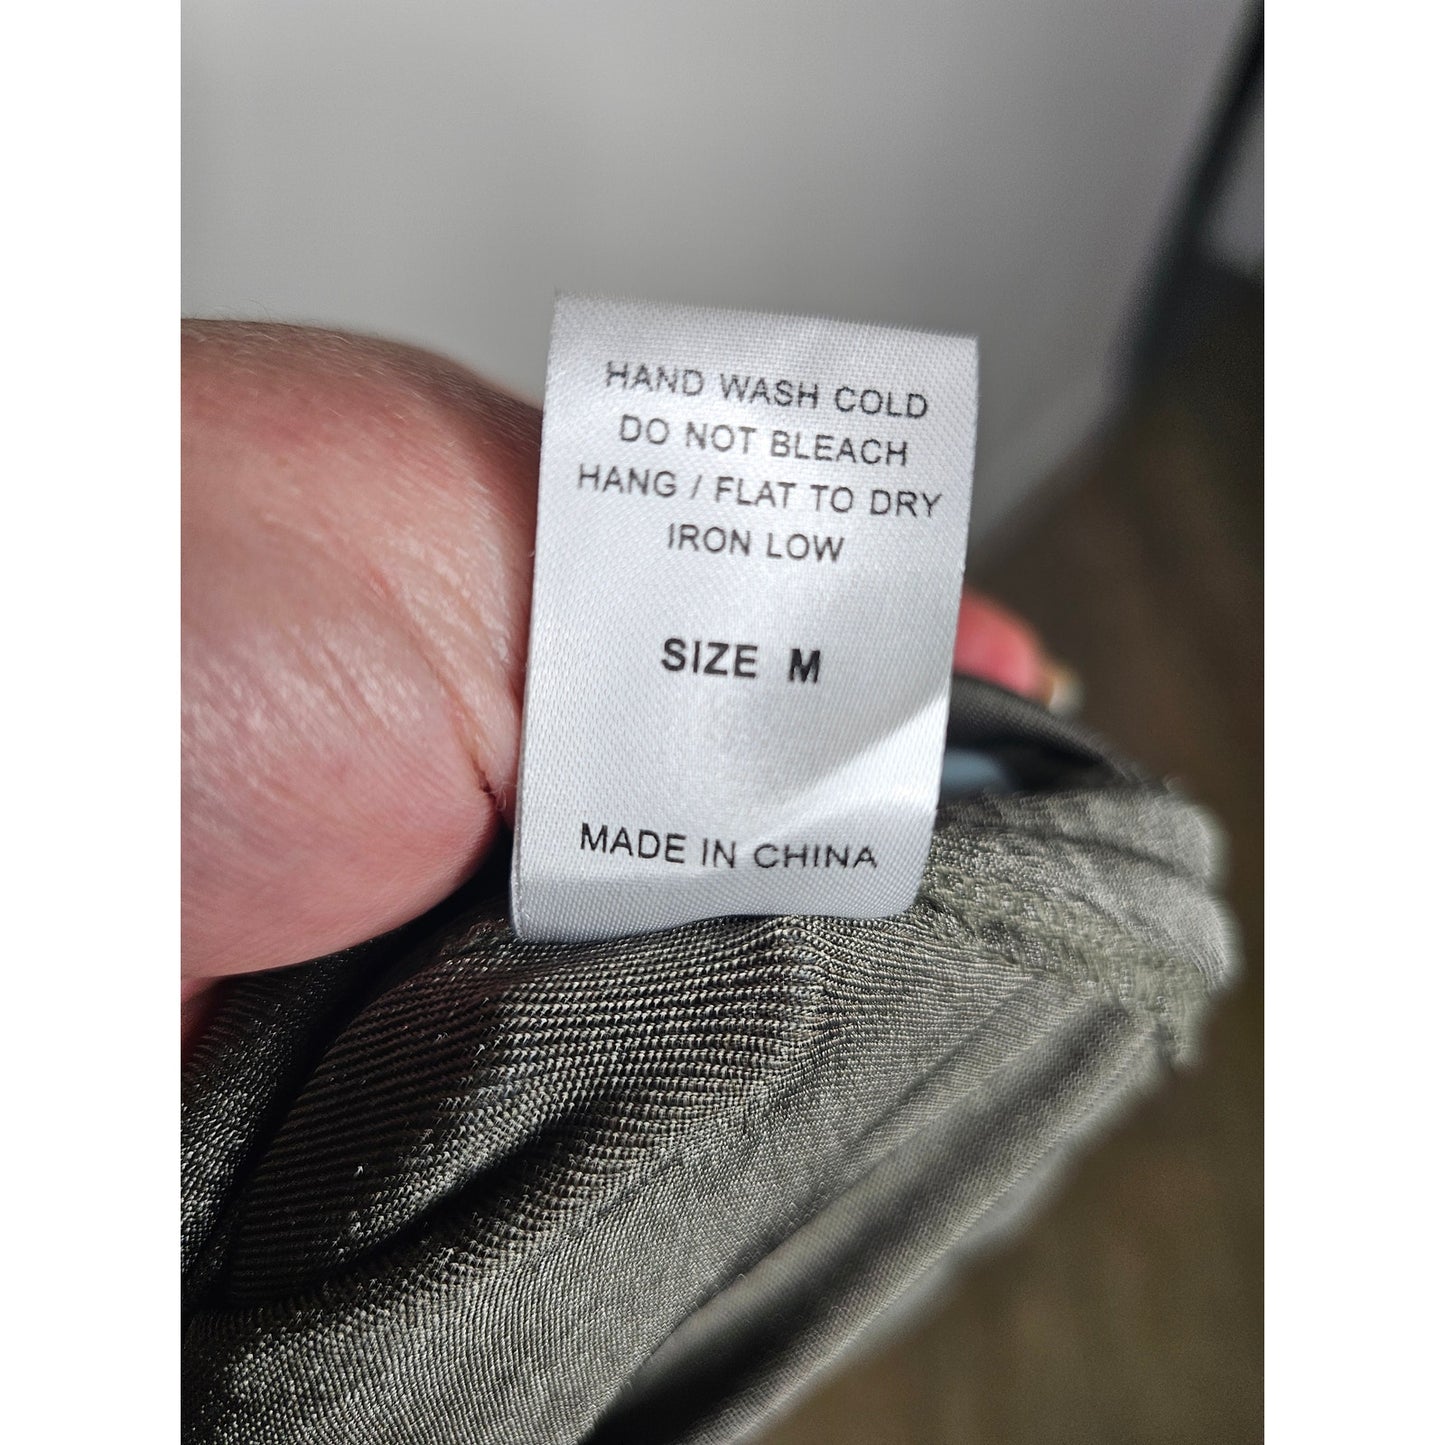 HAND WASH COLD
DO NOT BLEACH
HANG / FLAT TO DRY
IRON LOW
SIZE M
MADE IN CHINA